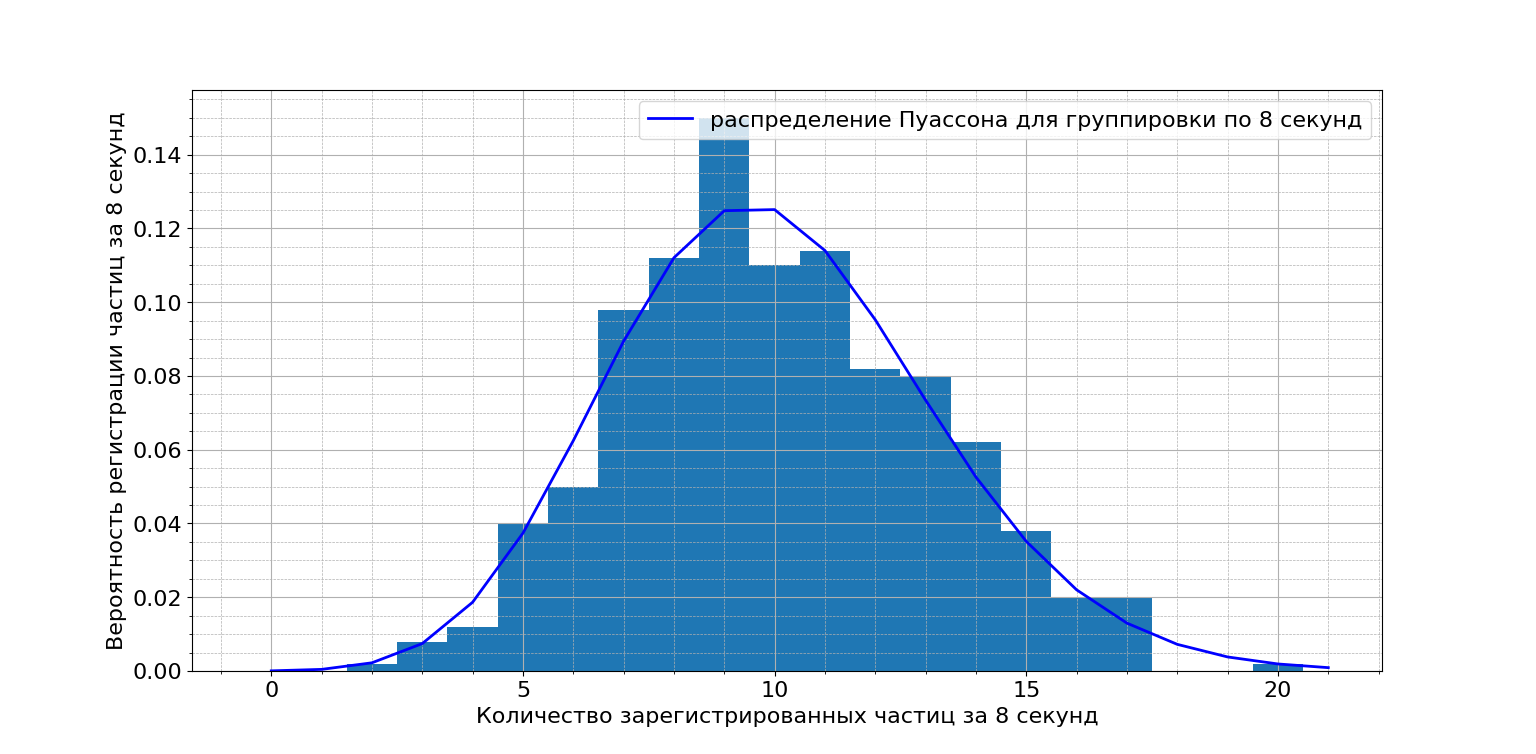 распределение Пуассона для группировки по 8 секунд
Вероятность регистрации частиц за 8 секунд
0.14
0.12
0.10
0.08
0.06
0.04
0.02
0.00
0 5 10 15 20
Количество зарегистрированных частиц за 8 секунд